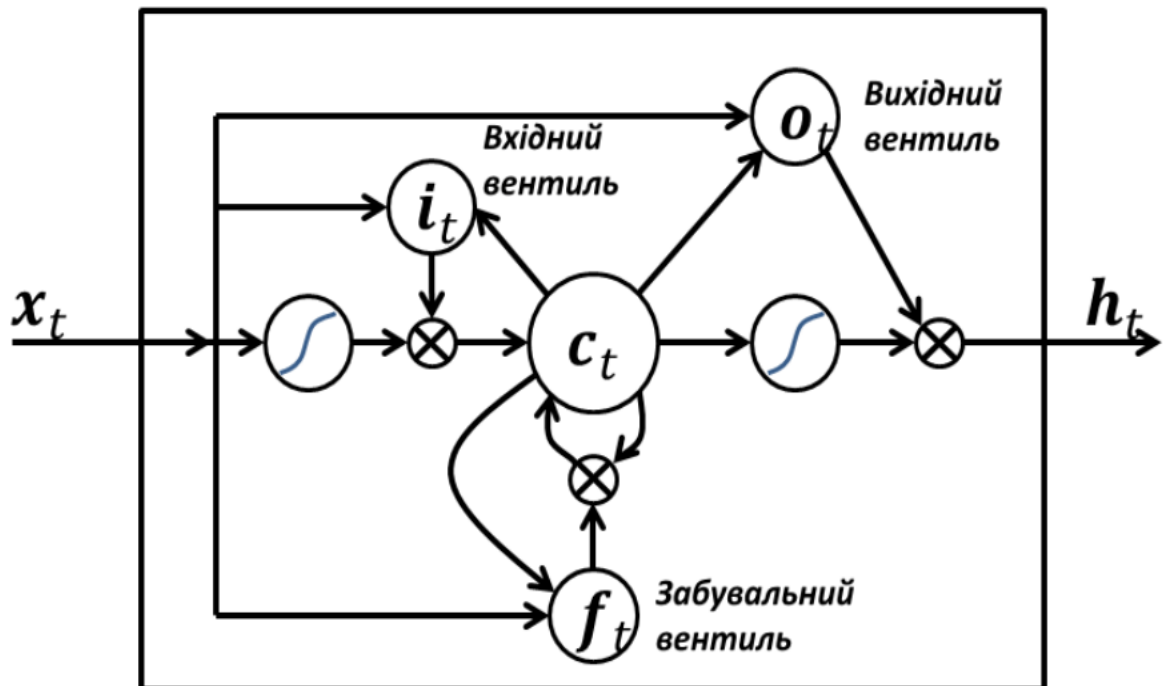 o_t
Вихідний
вентиль
Вхідний
вентиль
i_t
x_t
c_t
h_t
f_t
Забувальний
вентиль